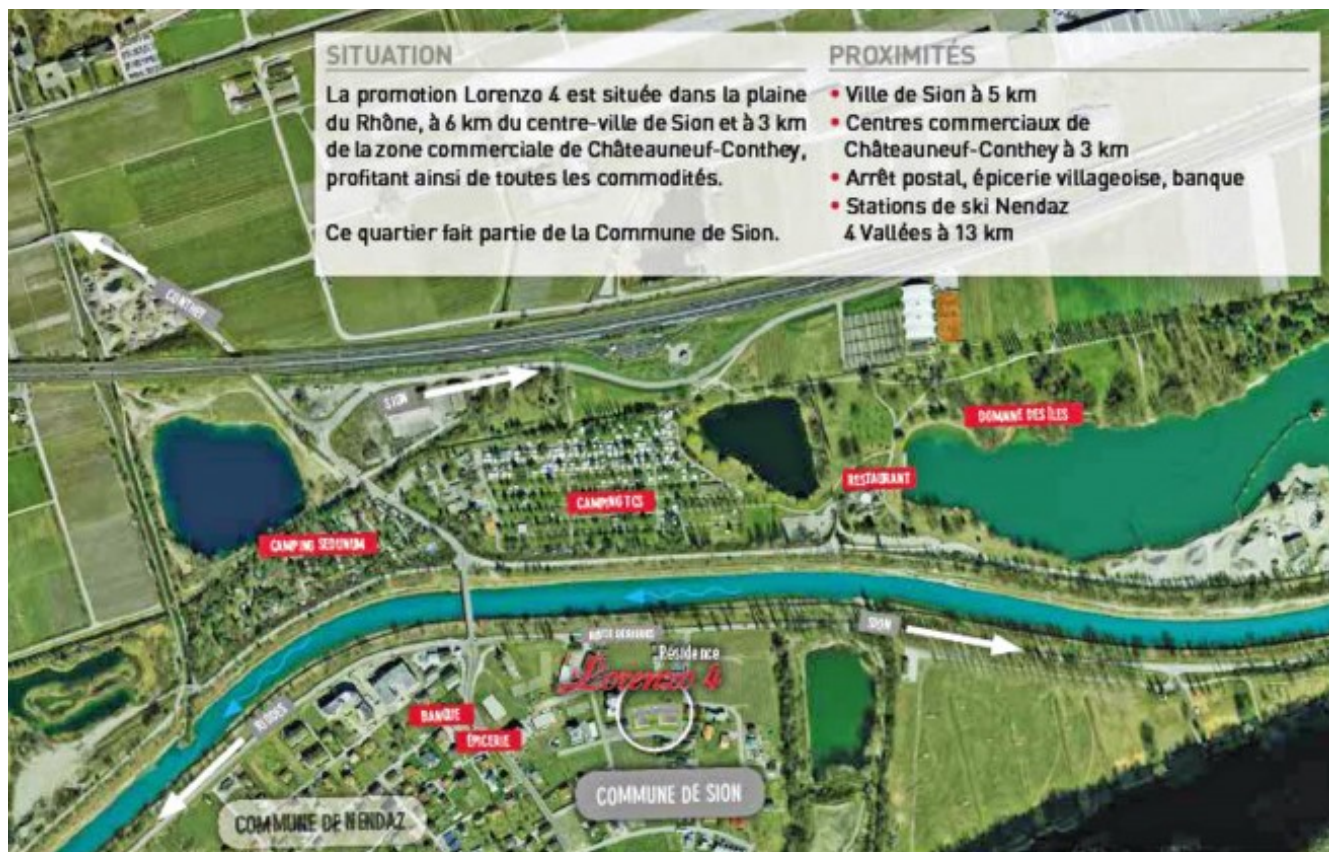 SITUATION
La promotion Lorenzo 4 est située dans la plaine
du Rhône, à 6 km du centre-ville de Sion et à 3 km
de la zone commerciale de Châteauneuf-Conthey,
profitant ainsi de toutes les commodités.
Ce quartier fait partie de la Commune de Sion.
PROXIMITÉS
• Ville de Sion à 5 km
• Centres commerciaux de
Châteauneuf-Conthey à 3 km
• Arrêt postal, épicerie villageoise, banque
• Stations de ski Nendaz
4 Vallées à 13 km
CONTHEY
SION
DOMAINE DES ÎLES
RESTAURANT
CAMPING TCS
CAMPING SEDUNUM
SION
Résidence
Lorenzo 4
RIDDES
BANQUE
ÉPICERIE
COMMUNE DE SION
COMMUNE DE NENDAZ